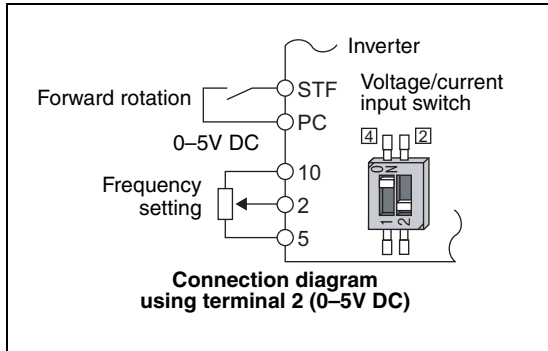 Inverter
Forward rotation
STF
PC
Voltage/current
input switch
0–5V DC
Frequency
setting
10
2
5
4
2
ON
1
2
Connection diagram
using terminal 2 (0–5V DC)